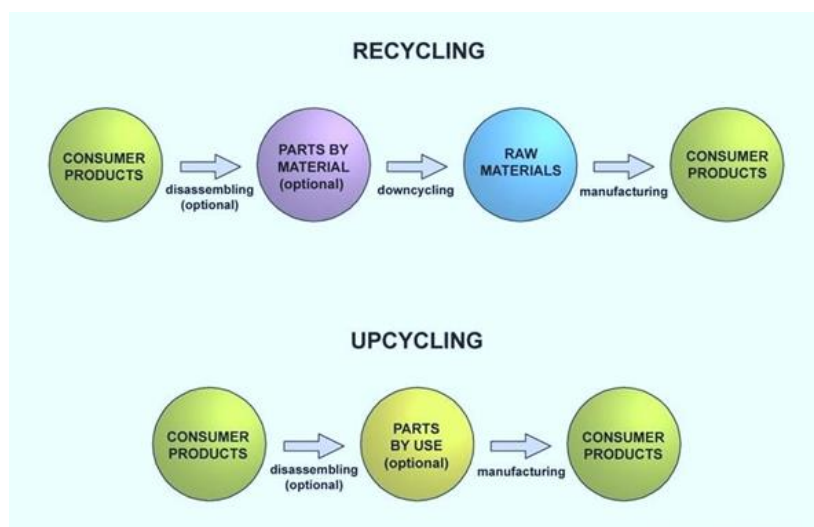 RECYCLING
CONSUMER
PRODUCTS
disassembling
(optional)
PARTS BY
MATERIAL
(optional)
downcycling
RAW
MATERIALS
manufacturing
CONSUMER
PRODUCTS
UPCYCLING
CONSUMER
PRODUCTS
disassembling
(optional)
PARTS
BY USE
(optional)
manufacturing
CONSUMER
PRODUCTS